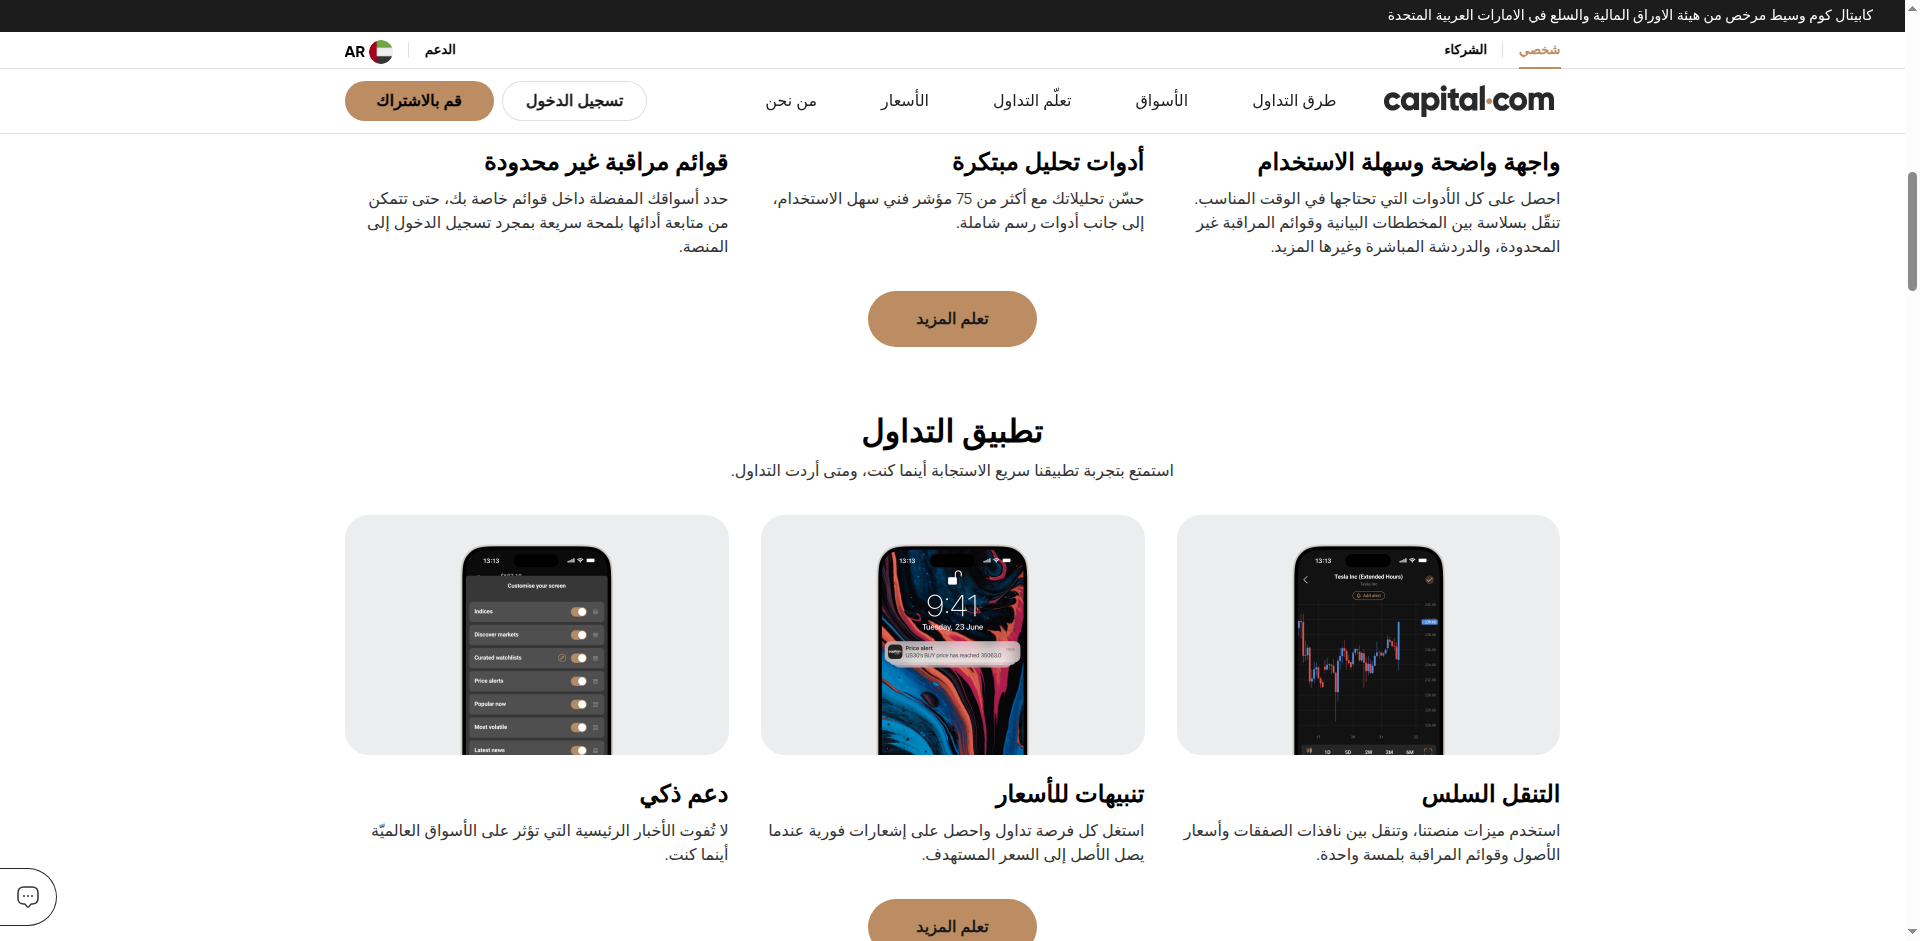 كابيتال كوم وسيط مرخص من هيئة الاوراق المالية والسلع في الامارات العربية المتحدة
شخصي
الشركاء
الدعم
AR
capital.com
طرق التداول
الأسواق
تعلّم التداول
الأسعار
من نحن
تسجيل الدخول
قم بالاشتراك
واجهة واضحة وسهلة الاستخدام
احصل على كل الأدوات التي تحتاجها في الوقت المناسب.
تنقّل بسلاسة بين المخططات البيانية وقوائم المراقبة غير
المحدودة، والدردشة المباشرة وغيرها المزيد.
أدوات تحليل مبتكرة
حسّن تحليلاتك مع أكثر من 75 مؤشر فني سهل الاستخدام،
إلى جانب أدوات رسم شاملة.
قوائم مراقبة غير محدودة
حدد أسواقك المفضلة داخل قوائم خاصة بك، حتى تتمكن
من متابعة أدائها بلمحة سريعة بمجرد تسجيل الدخول إلى
المنصة.
تعلم المزيد
تطبيق التداول
استمتع بتجربة تطبيقنا سريع الاستجابة أينما كنت، ومتى أردت التداول.
13:13
Tesla Inc (Extended Hours)
Tesla Inc
Add alert
1D 5D 2W 3M 6M
13:13
9:41
Tuesday, 23 June
Price alert
US30's BUY price has reached 35063.0
13:13
Customise your screen
Indices
Discover markets
Curated watchlists
Price alerts
Popular now
Most volatile
Latest news
التنقل السلس
استخدم ميزات منصتنا، وتنقل بين نافذات الصفقات وأسعار
الأصول وقوائم المراقبة بلمسة واحدة.
تنبيهات للأسعار
استغل كل فرصة تداول واحصل على إشعارات فورية عندما
يصل الأصل إلى السعر المستهدف.
دعم ذكي
لا تُفوت الأخبار الرئيسية التي تؤثر على الأسواق العالميّة
أينما كنت.
تعلم المزيد